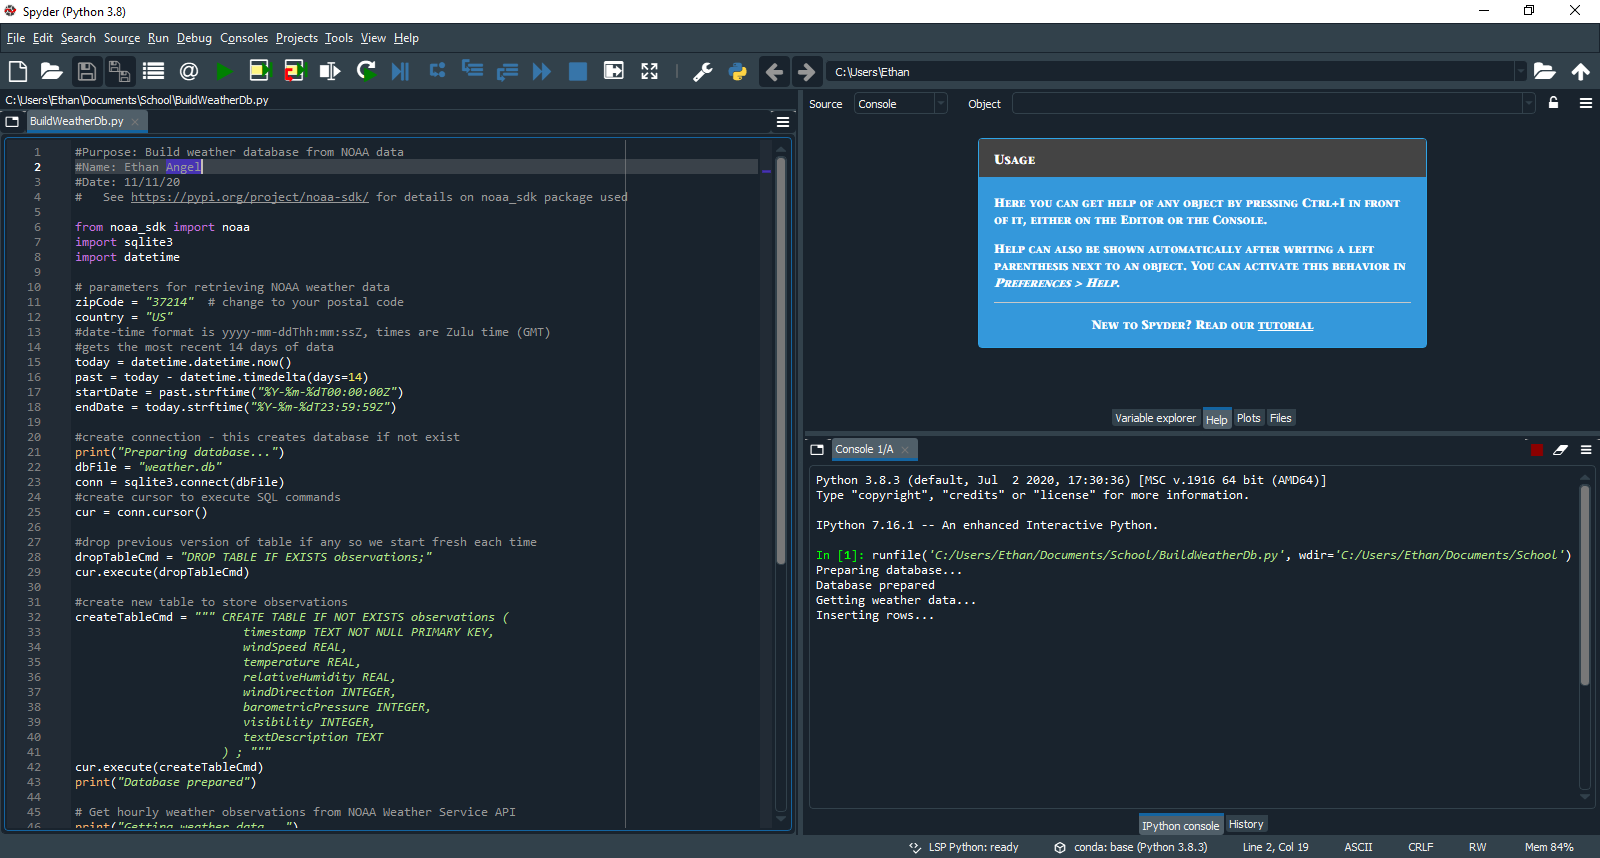 Spyder (Python 3.8)
File Edit Search Source Run Debug Consoles Projects Tools View Help
C:\Users\Ethan
C:\Users\Ethan\Documents\School\BuildWeatherDb.py
BuildWeatherDb.py
1 #Purpose: Build weather database from NOAA data
2 #Name: Ethan Angel
3 #Date: 11/11/20
4 #   See https://pypi.org/project/noaa-sdk/ for details on noaa_sdk package used
5
6 from noaa_sdk import noaa
7 import sqlite3
8 import datetime
9
10 # parameters for retrieving NOAA weather data
11 zipCode = "37214"  # change to your postal code
12 country = "US"
13 #date-time format is yyyy-mm-ddThh:mm:ssZ, times are Zulu time (GMT)
14 #gets the most recent 14 days of data
15 today = datetime.datetime.now()
16 past = today - datetime.timedelta(days=14)
17 startDate = past.strftime("%Y-%m-%dT00:00:00Z")
18 endDate = today.strftime("%Y-%m-%dT23:59:59Z")
19
20 #create connection - this creates database if not exist
21 print("Preparing database...")
22 dbFile = "weather.db"
23 conn = sqlite3.connect(dbFile)
24 #create cursor to execute SQL commands
25 cur = conn.cursor()
26
27 #drop previous version of table if any so we start fresh each time
28 dropTableCmd = "DROP TABLE IF EXISTS observations;"
29 cur.execute(dropTableCmd)
30
31 #create new table to store observations
32 createTableCmd = """ CREATE TABLE IF NOT EXISTS observations (
33 timestamp TEXT NOT NULL PRIMARY KEY,
34 windSpeed REAL,
35 temperature REAL,
36 relativeHumidity REAL,
37 windDirection INTEGER,
38 barometricPressure INTEGER,
39 visibility INTEGER,
40 textDescription TEXT
41 ) ; """
42 cur.execute(createTableCmd)
43 print("Database prepared")
44
45 # Get hourly weather observations from NOAA Weather Service API
46 print("Getting weather data...")
Source Console Object
USAGE
HERE YOU CAN GET HELP OF ANY OBJECT BY PRESSING CTRL+I IN FRONT
OF IT, EITHER ON THE EDITOR OR THE CONSOLE.
HELP CAN ALSO BE SHOWN AUTOMATICALLY AFTER WRITING A LEFT
PARENTHESIS NEXT TO AN OBJECT. YOU CAN ACTIVATE THIS BEHAVIOR IN
PREFERENCES > HELP.
NEW TO SPYDER? READ OUR TUTORIAL
Variable explorer Help Plots Files
Console 1/A
Python 3.8.3 (default, Jul  2 2020, 17:30:36) [MSC v.1916 64 bit (AMD64)]
Type "copyright", "credits" or "license" for more information.
IPython 7.16.1 -- An enhanced Interactive Python.
In [1]: runfile('C:/Users/Ethan/Documents/School/BuildWeatherDb.py', wdir='C:/Users/Ethan/Documents/School')
Preparing database...
Database prepared
Getting weather data...
Inserting rows...
IPython console History
LSP Python: ready conda: base (Python 3.8.3) Line 2, Col 19 ASCII CRLF RW Mem 84%